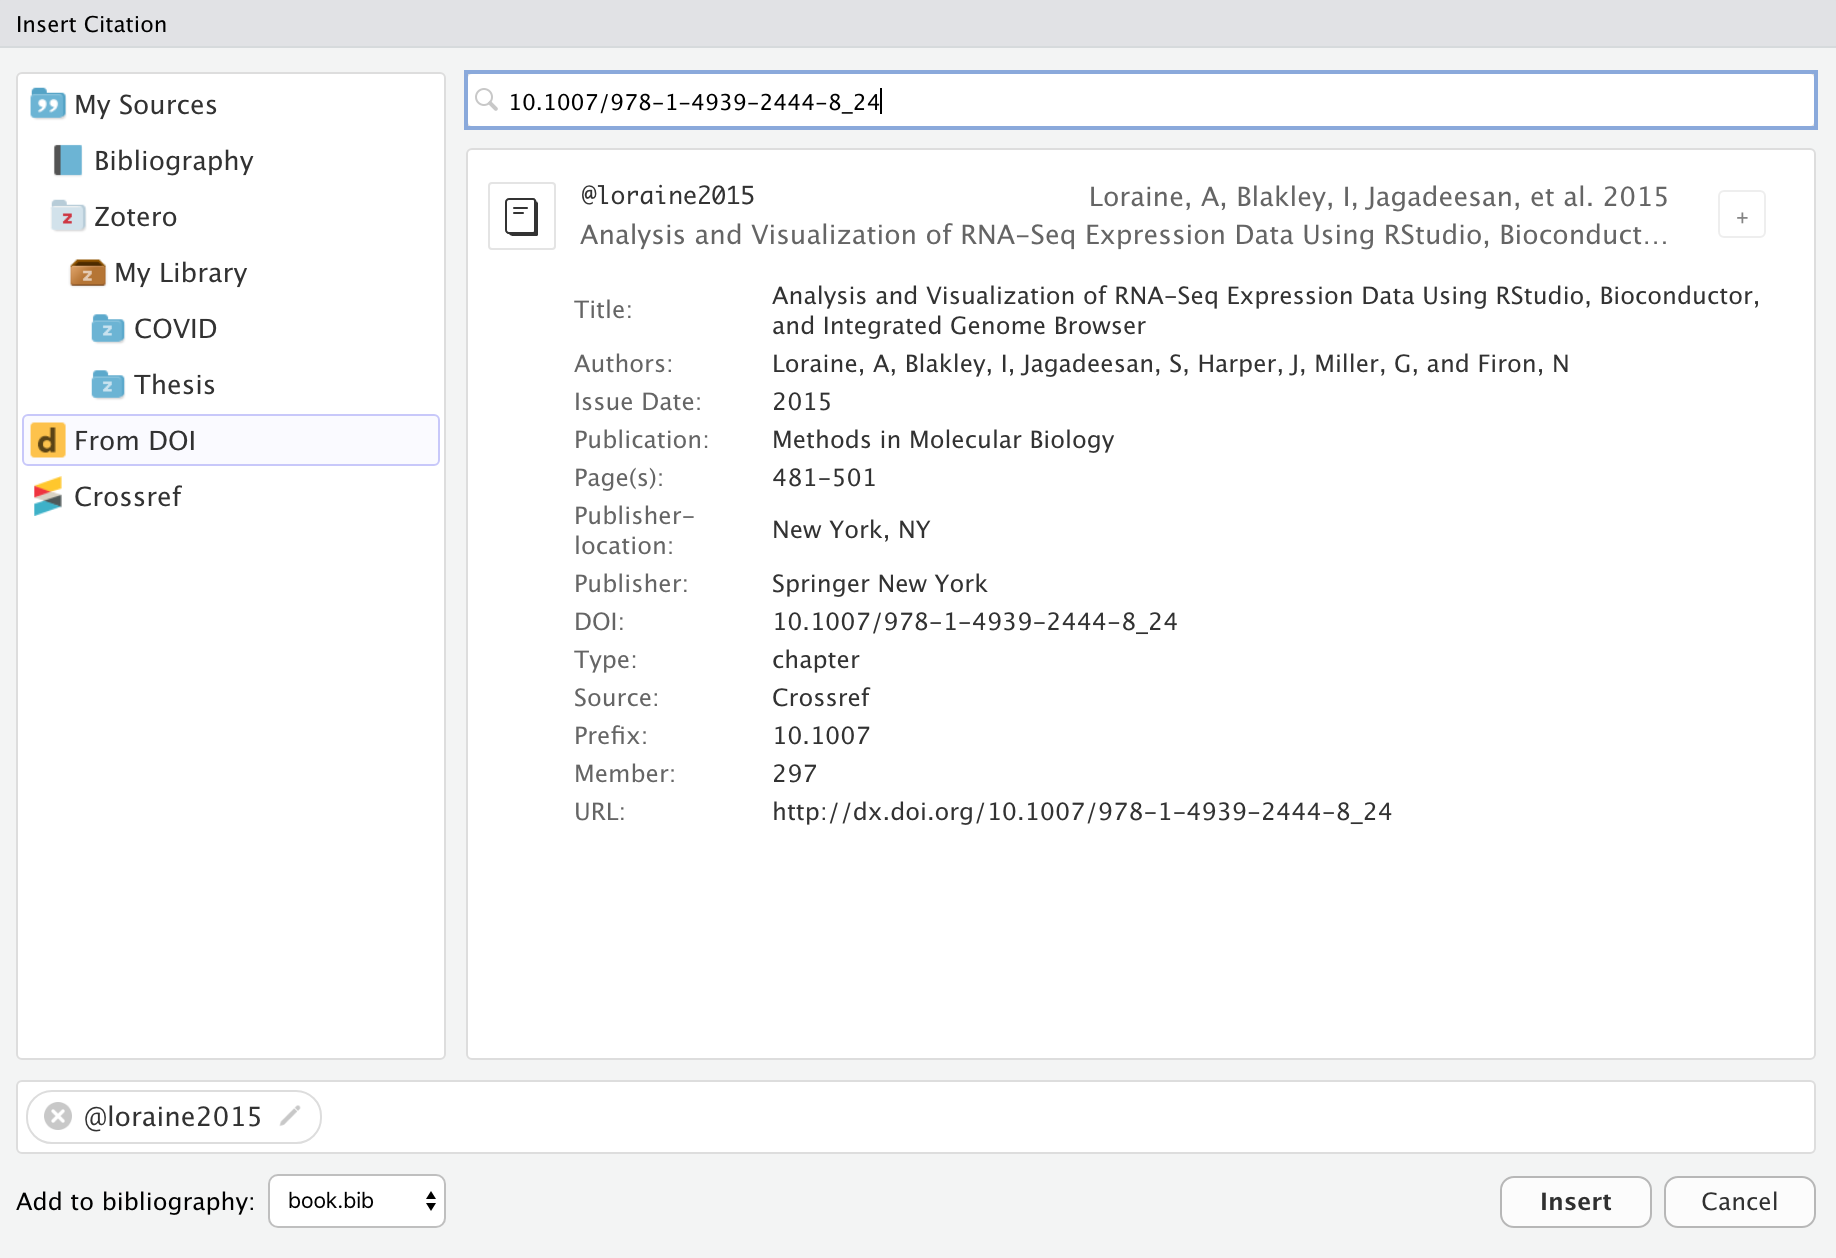 Insert Citation
My Sources
Bibliography
Zotero
My Library
COVID
Thesis
From DOI
Crossref
10.1007/978-1-4939-2444-8_24
@loraine2015 Loraine, A, Blakley, I, Jagadeesan, et al. 2015
Analysis and Visualization of RNA-Seq Expression Data Using RStudio, Bioconduct...
+
Title: Analysis and Visualization of RNA-Seq Expression Data Using RStudio, Bioconductor,
and Integrated Genome Browser
Authors: Loraine, A, Blakley, I, Jagadeesan, S, Harper, J, Miller, G, and Firon, N
Issue Date: 2015
Publication: Methods in Molecular Biology
Page(s): 481-501
Publisher-
location: New York, NY
Publisher: Springer New York
DOI: 10.1007/978-1-4939-2444-8_24
Type: chapter
Source: Crossref
Prefix: 10.1007
Member: 297
URL: http://dx.doi.org/10.1007/978-1-4939-2444-8_24
@loraine2015
Add to bibliography: book.bib
Insert Cancel